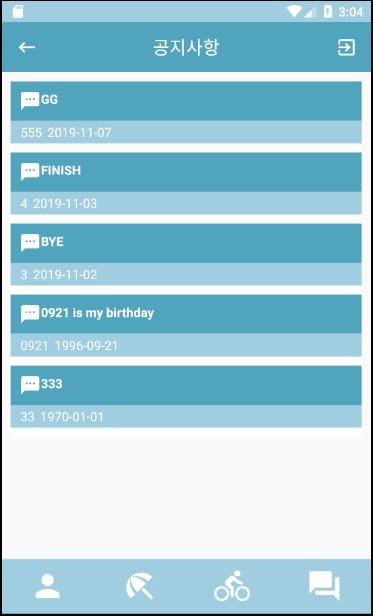 3:04
공지사항
GG
555 2019-11-07
FINISH
4 2019-11-03
BYE
3 2019-11-02
0921 is my birthday
0921 1996-09-21
333
33 1970-01-01